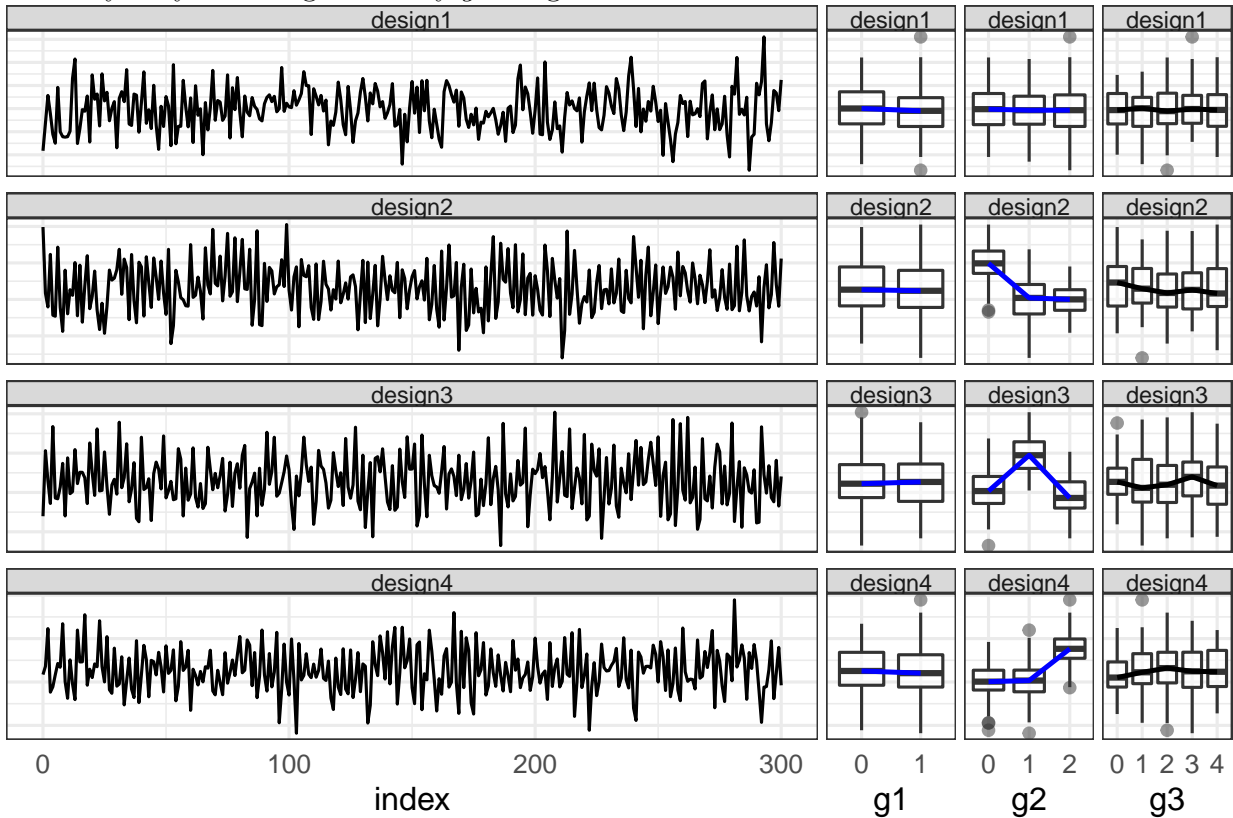 design1 design1 design1 design1
design2 design2 design2 design2
design3 design3 design3 design3
design4 design4 design4 design4
0 100 200 300 0 1 0 1 2 0 1 2 3 4
index g1 g2 g3